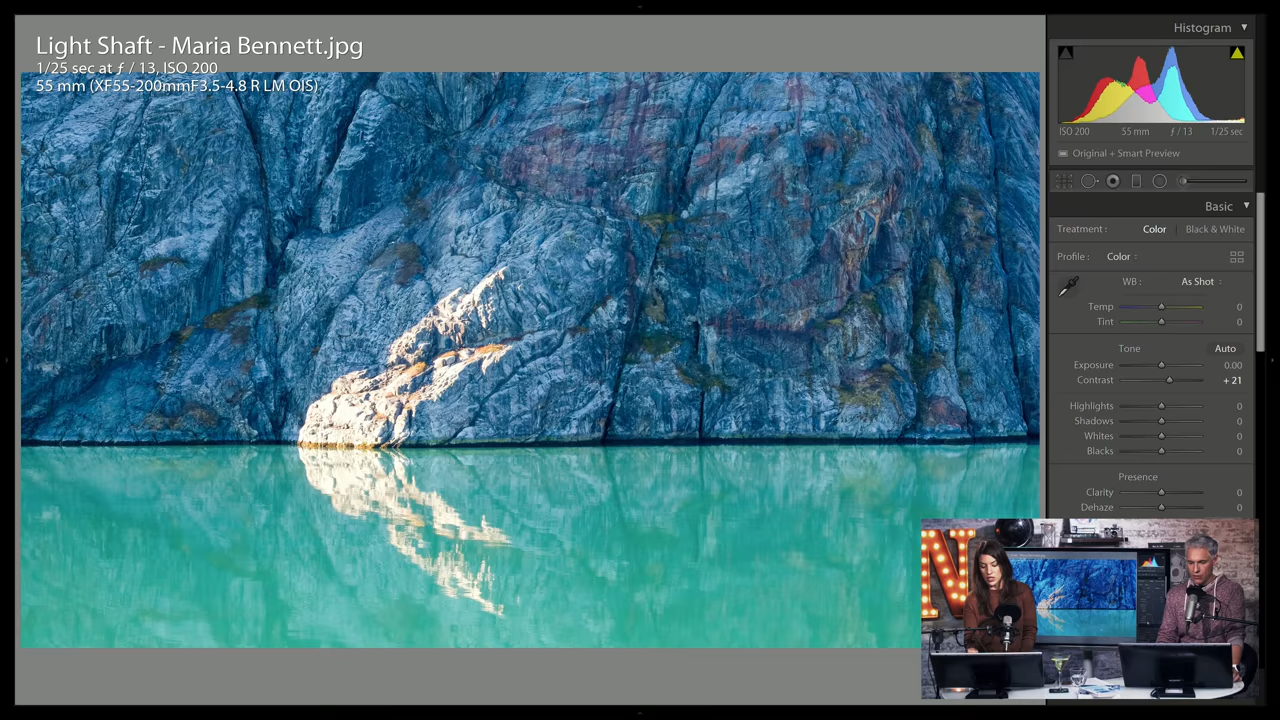 Light Shaft - Maria Bennett.jpg
1/25 sec at ƒ / 13, ISO 200
55 mm (XF55-200mmF3.5-4.8 R LM OIS)
Histogram
ISO 200 55 mm ƒ / 13 1/25 sec
Original + Smart Preview
Basic
Treatment : Color Black & White
Profile : Color
WB : As Shot
Temp 0
Tint 0
Tone Auto
Exposure 0.00
Contrast + 21
Highlights 0
Shadows 0
Whites 0
Blacks 0
Presence
Clarity 0
Dehaze 0
N